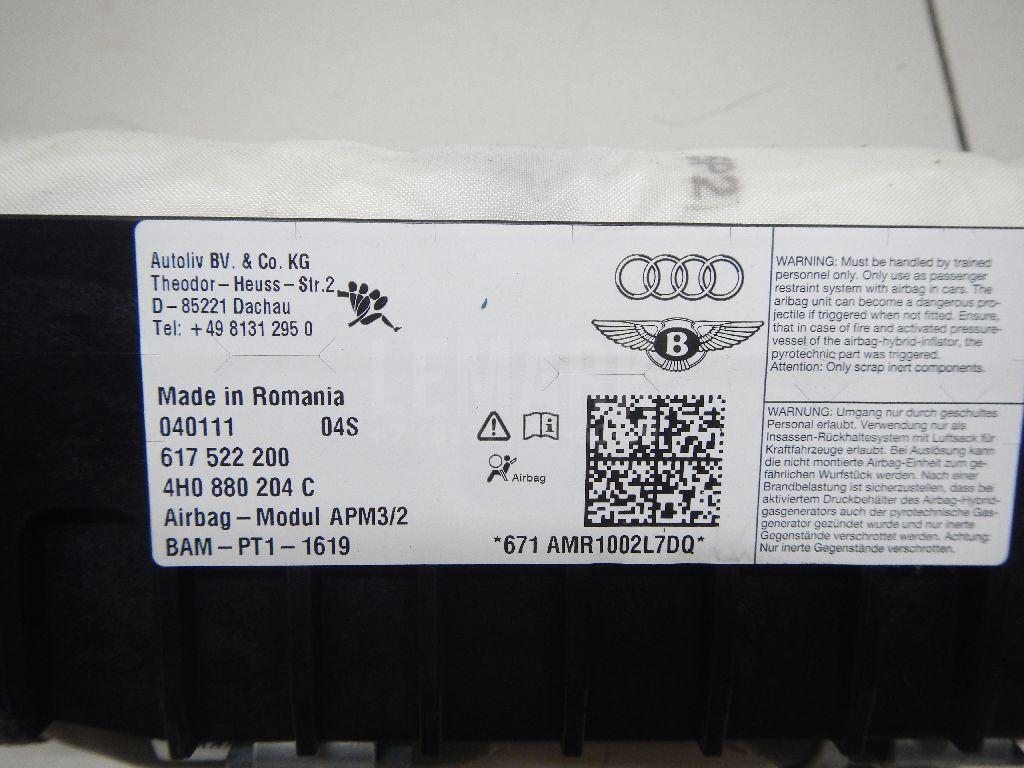 P2
Autoliv BV. & Co. KG
Theodor-Heuss-Str.2
D-85221 Dachau
Tel: +49 8131 295 0
Made in Romania
040111 04S
617 522 200
4H0 880 204 C
Airbag-Modul APM3/2
BAM-PT1-1619
B
Airbag
*671 AMR1002L7DQ*
WARNING: Must be handled by trained
personnel only. Only use as passenger
restraint system with airbag in cars. The
aribag unit can become a dangerous pro-
jectile if triggered when not fitted. Ensure,
that in case of fire and activated pressure-
vessel of the airbag-hybrid-inflator, the
pyrotechnic part was triggered.
Attention: Only scrap inert components.
WARNUNG: Umgang nur durch geschultes
Personal erlaubt. Verwendung nur als
Insassen-Rückhaltesystem mit Luftsack für
Kraftfahrzeuge erlaubt. Bei Auslösung kann
die nicht montierte Airbag-Einheit zum ge-
fährlichen Wurfstück werden. Nach einer
Brandbelastung ist sicherzustellen, dass bei
aktiviertem Druckbehälter des Airbag-Hybrid-
gasgenerators auch der pyrotechnische Gas-
generator gezündet wurde und nur inerte
Gegenstände verschrottet werden. Achtung:
Nur inerte Gegenstände verschrotten.